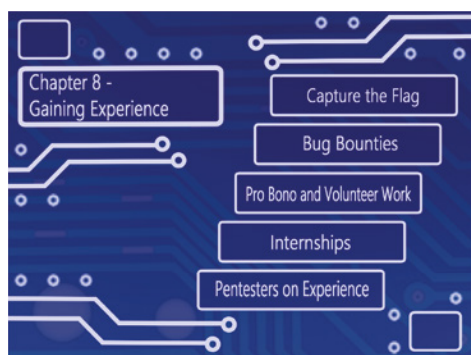 Chapter 8 -
Gaining Experience
Capture the Flag
Bug Bounties
Pro Bono and Volunteer Work
Internships
Pentesters on Experience